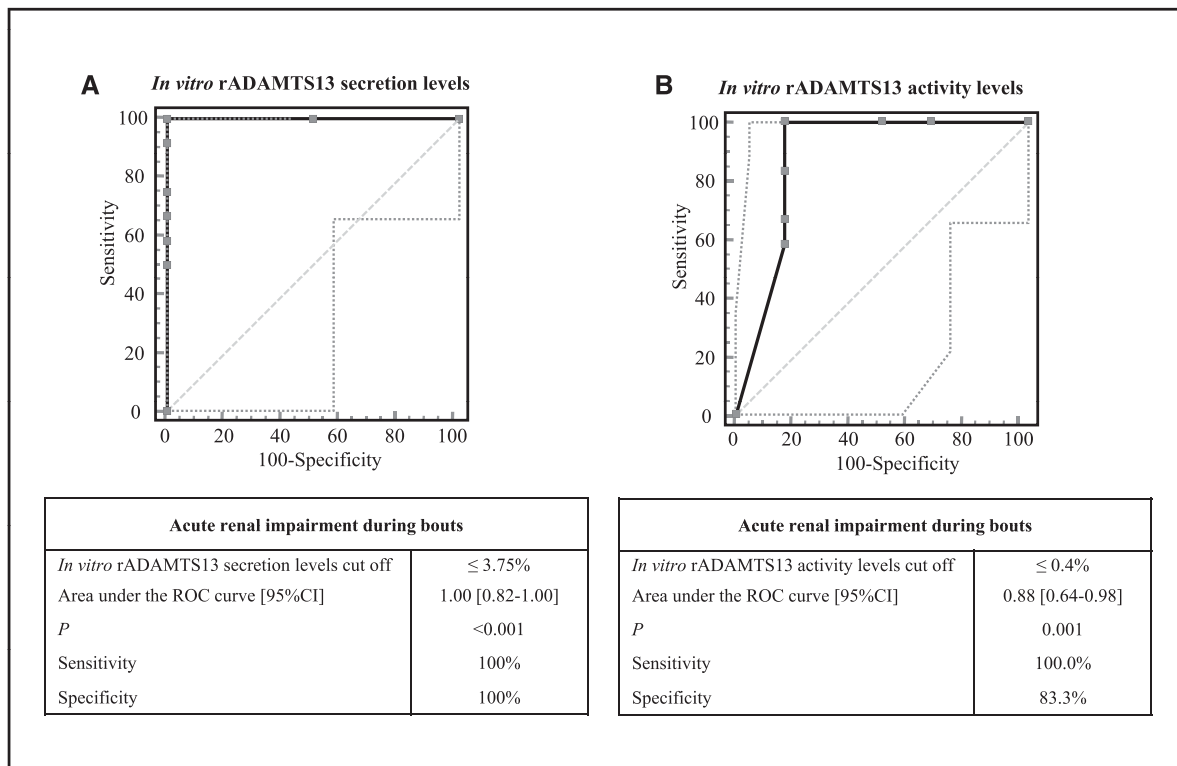 A
In vitro rADAMTS13 secretion levels
100
80
60
40
20
0
Sensitivity
0 20 40 60 80 100
100-Specificity
Acute renal impairment during bouts
In vitro rADAMTS13 secretion levels cut off ≤ 3.75%
Area under the ROC curve [95%CI] 1.00 [0.82-1.00]
P <0.001
Sensitivity 100%
Specificity 100%
B
In vitro rADAMTS13 activity levels
100
80
60
40
20
0
Sensitivity
0 20 40 60 80 100
100-Specificity
Acute renal impairment during bouts
In vitro rADAMTS13 activity levels cut off ≤ 0.4%
Area under the ROC curve [95%CI] 0.88 [0.64-0.98]
P 0.001
Sensitivity 100.0%
Specificity 83.3%